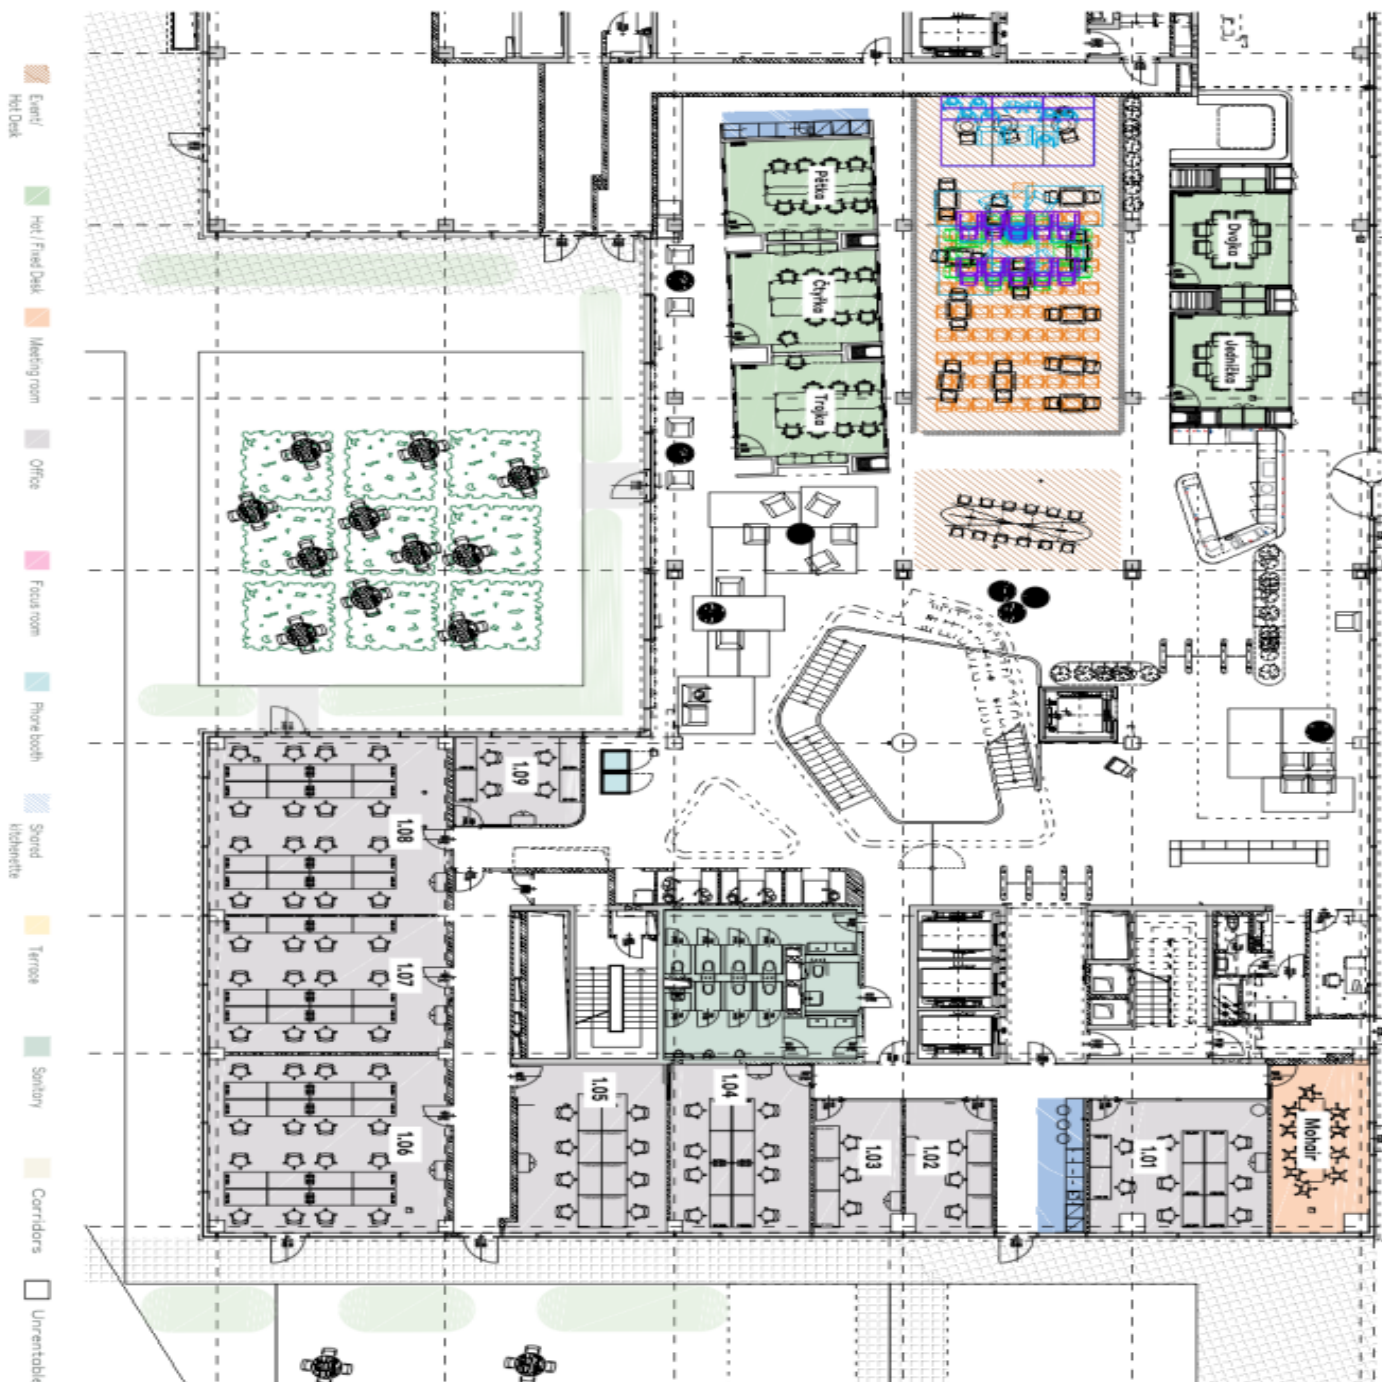 Event/
Hot Desk
Hot / Fixed Desk
Meeting room
Office
Focus room
Phone booth
Shared
kitchenette
Terrace
Sanitary
Corridors
Unrentable
Pětka
Čtyřka
Trojka
Dvojka
Jednička
1.09
1.08
1.07
1.06
1.05
1.04
1.03
1.02
1.01
Mohair